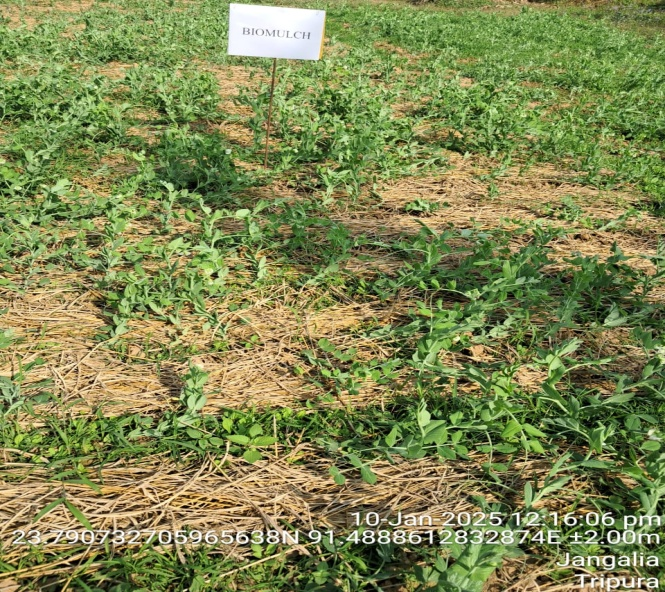 BIOMULCH
10-Jan 2025 12:16:06 pm
23.790732705965638N 91.4888612832874E ±2.00m
Jangalia
Tripura